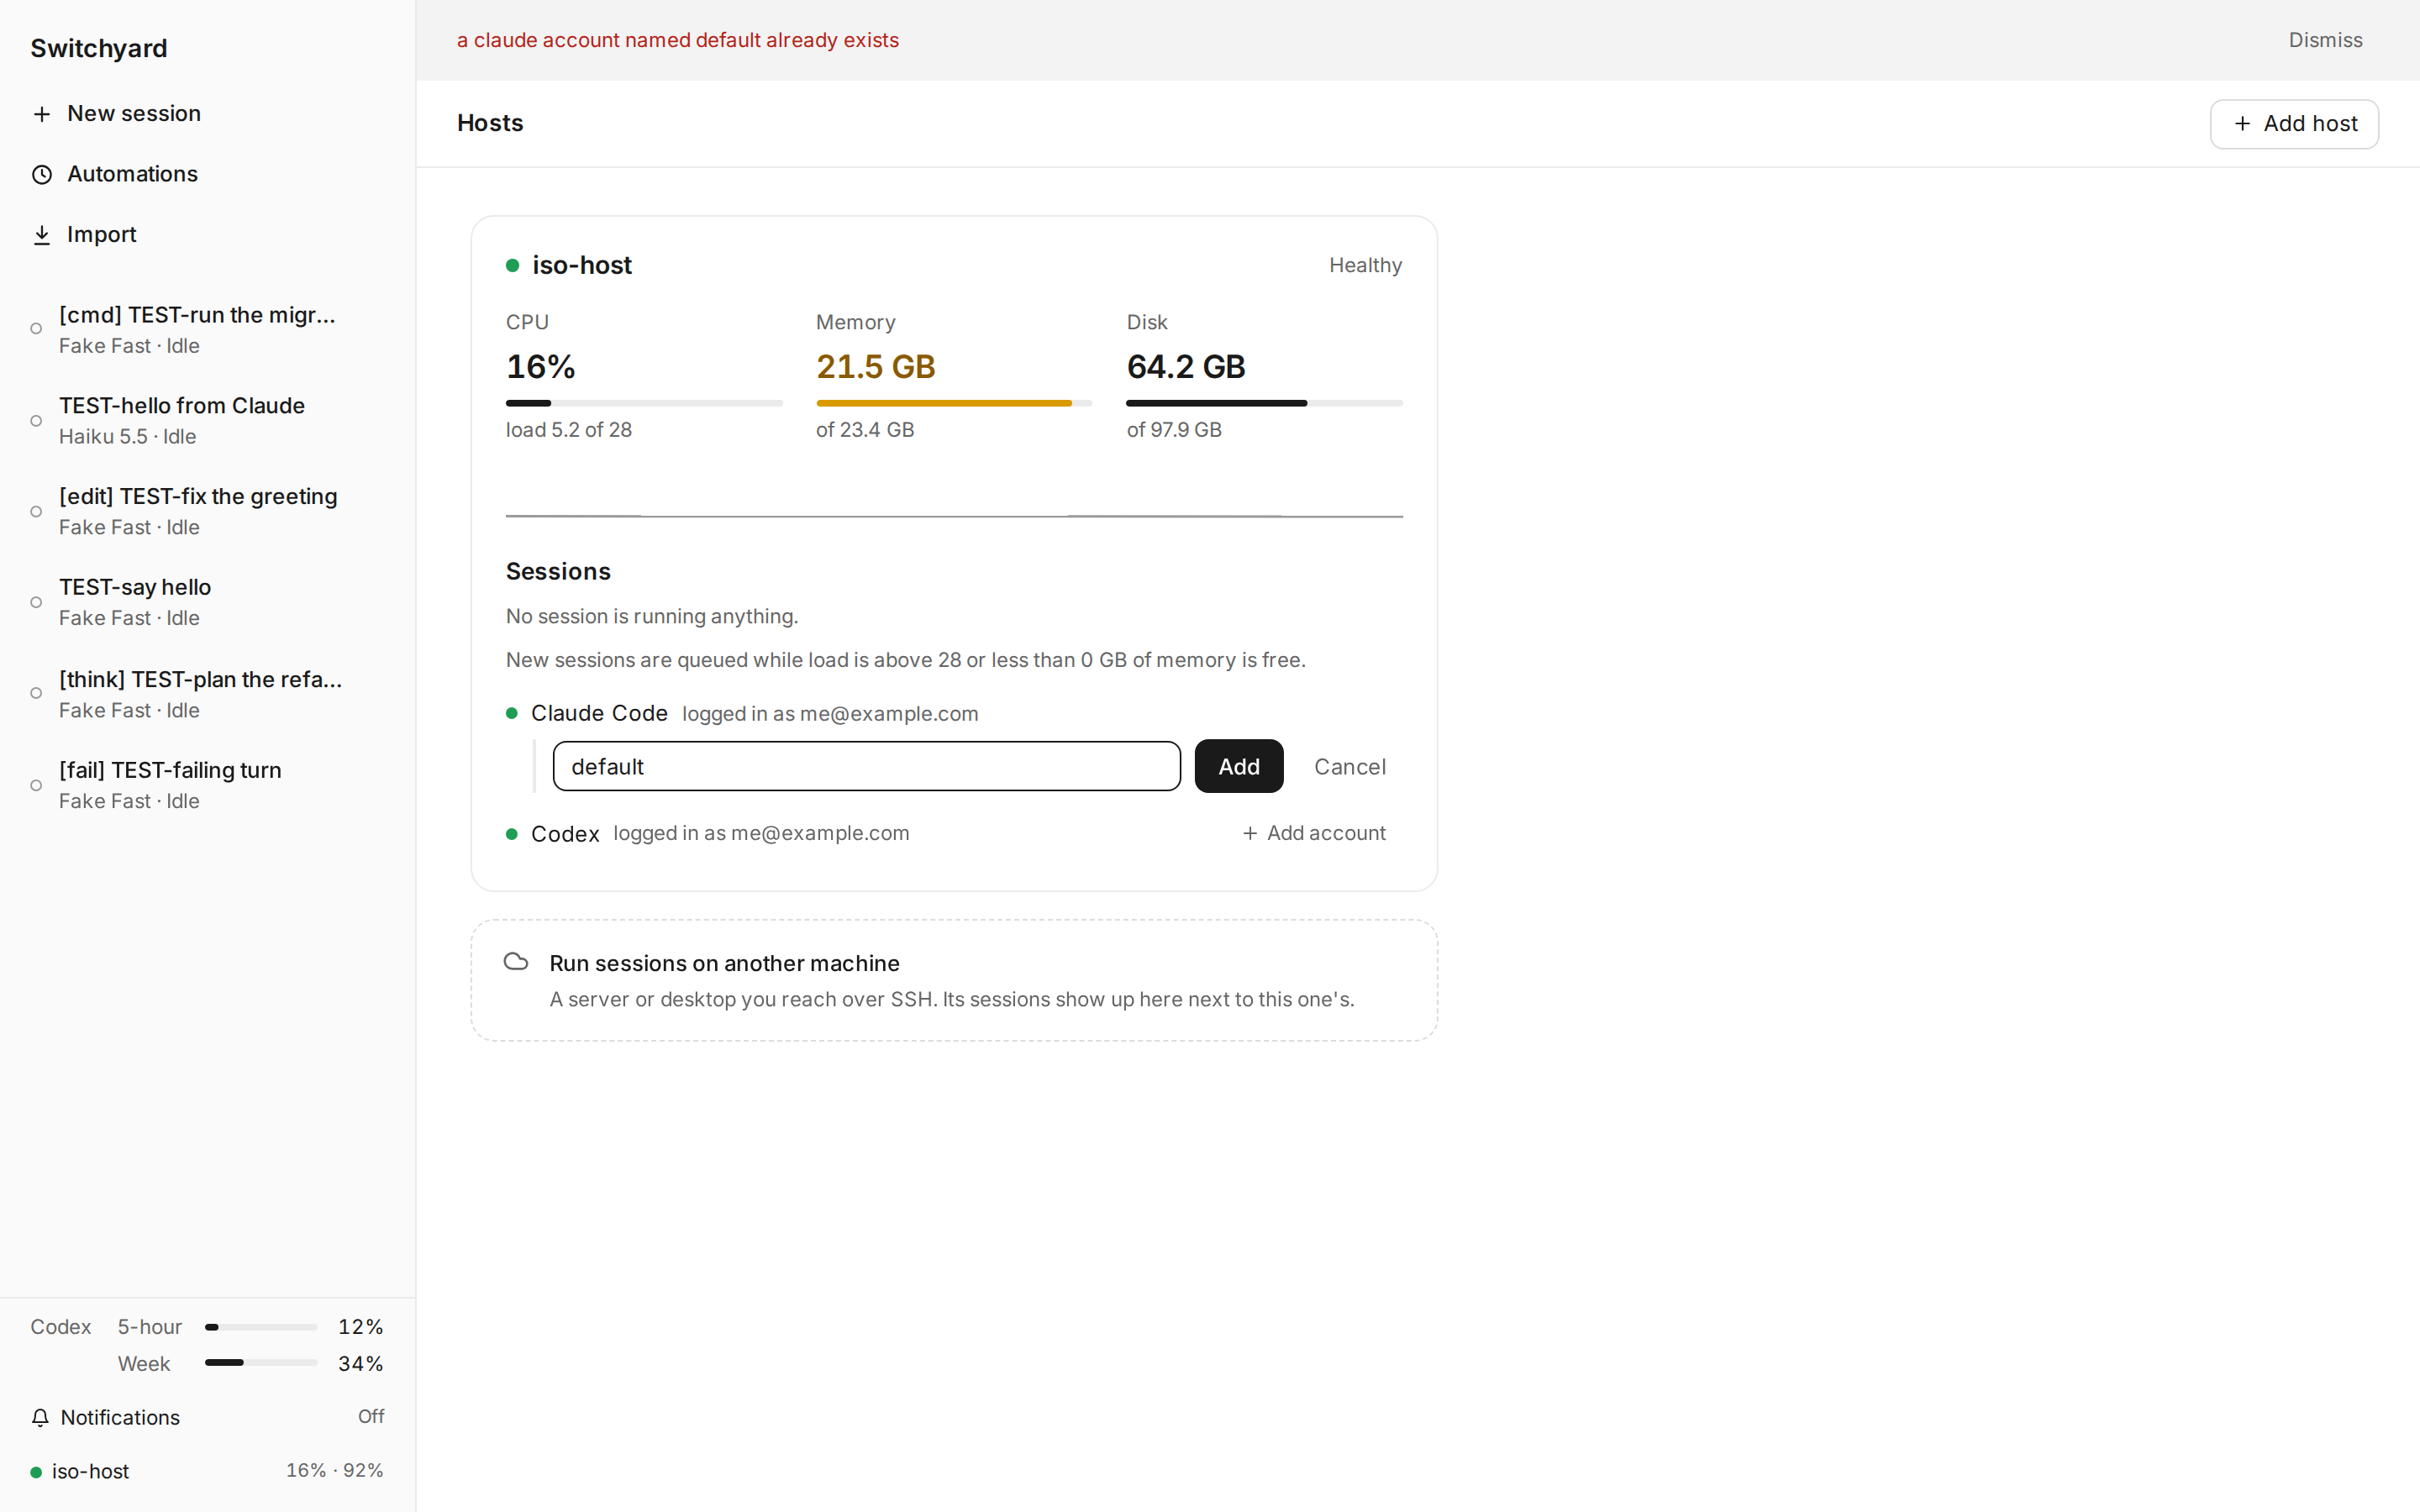 Switchyard
New session
Automations
Import
[cmd] TEST-run the migr...
Fake Fast · Idle
TEST-hello from Claude
Haiku 5.5 · Idle
[edit] TEST-fix the greeting
Fake Fast · Idle
TEST-say hello
Fake Fast · Idle
[think] TEST-plan the refa...
Fake Fast · Idle
[fail] TEST-failing turn
Fake Fast · Idle
Codex 5-hour 12%
Week 34%
Notifications Off
iso-host 16% · 92%
a claude account named default already exists Dismiss
Hosts + Add host
iso-host Healthy
CPU Memory Disk
16% 21.5 GB 64.2 GB
load 5.2 of 28 of 23.4 GB of 97.9 GB
Sessions
No session is running anything.
New sessions are queued while load is above 28 or less than 0 GB of memory is free.
Claude Code logged in as me@example.com
default Add Cancel
Codex logged in as me@example.com + Add account
Run sessions on another machine
A server or desktop you reach over SSH. Its sessions show up here next to this one's.